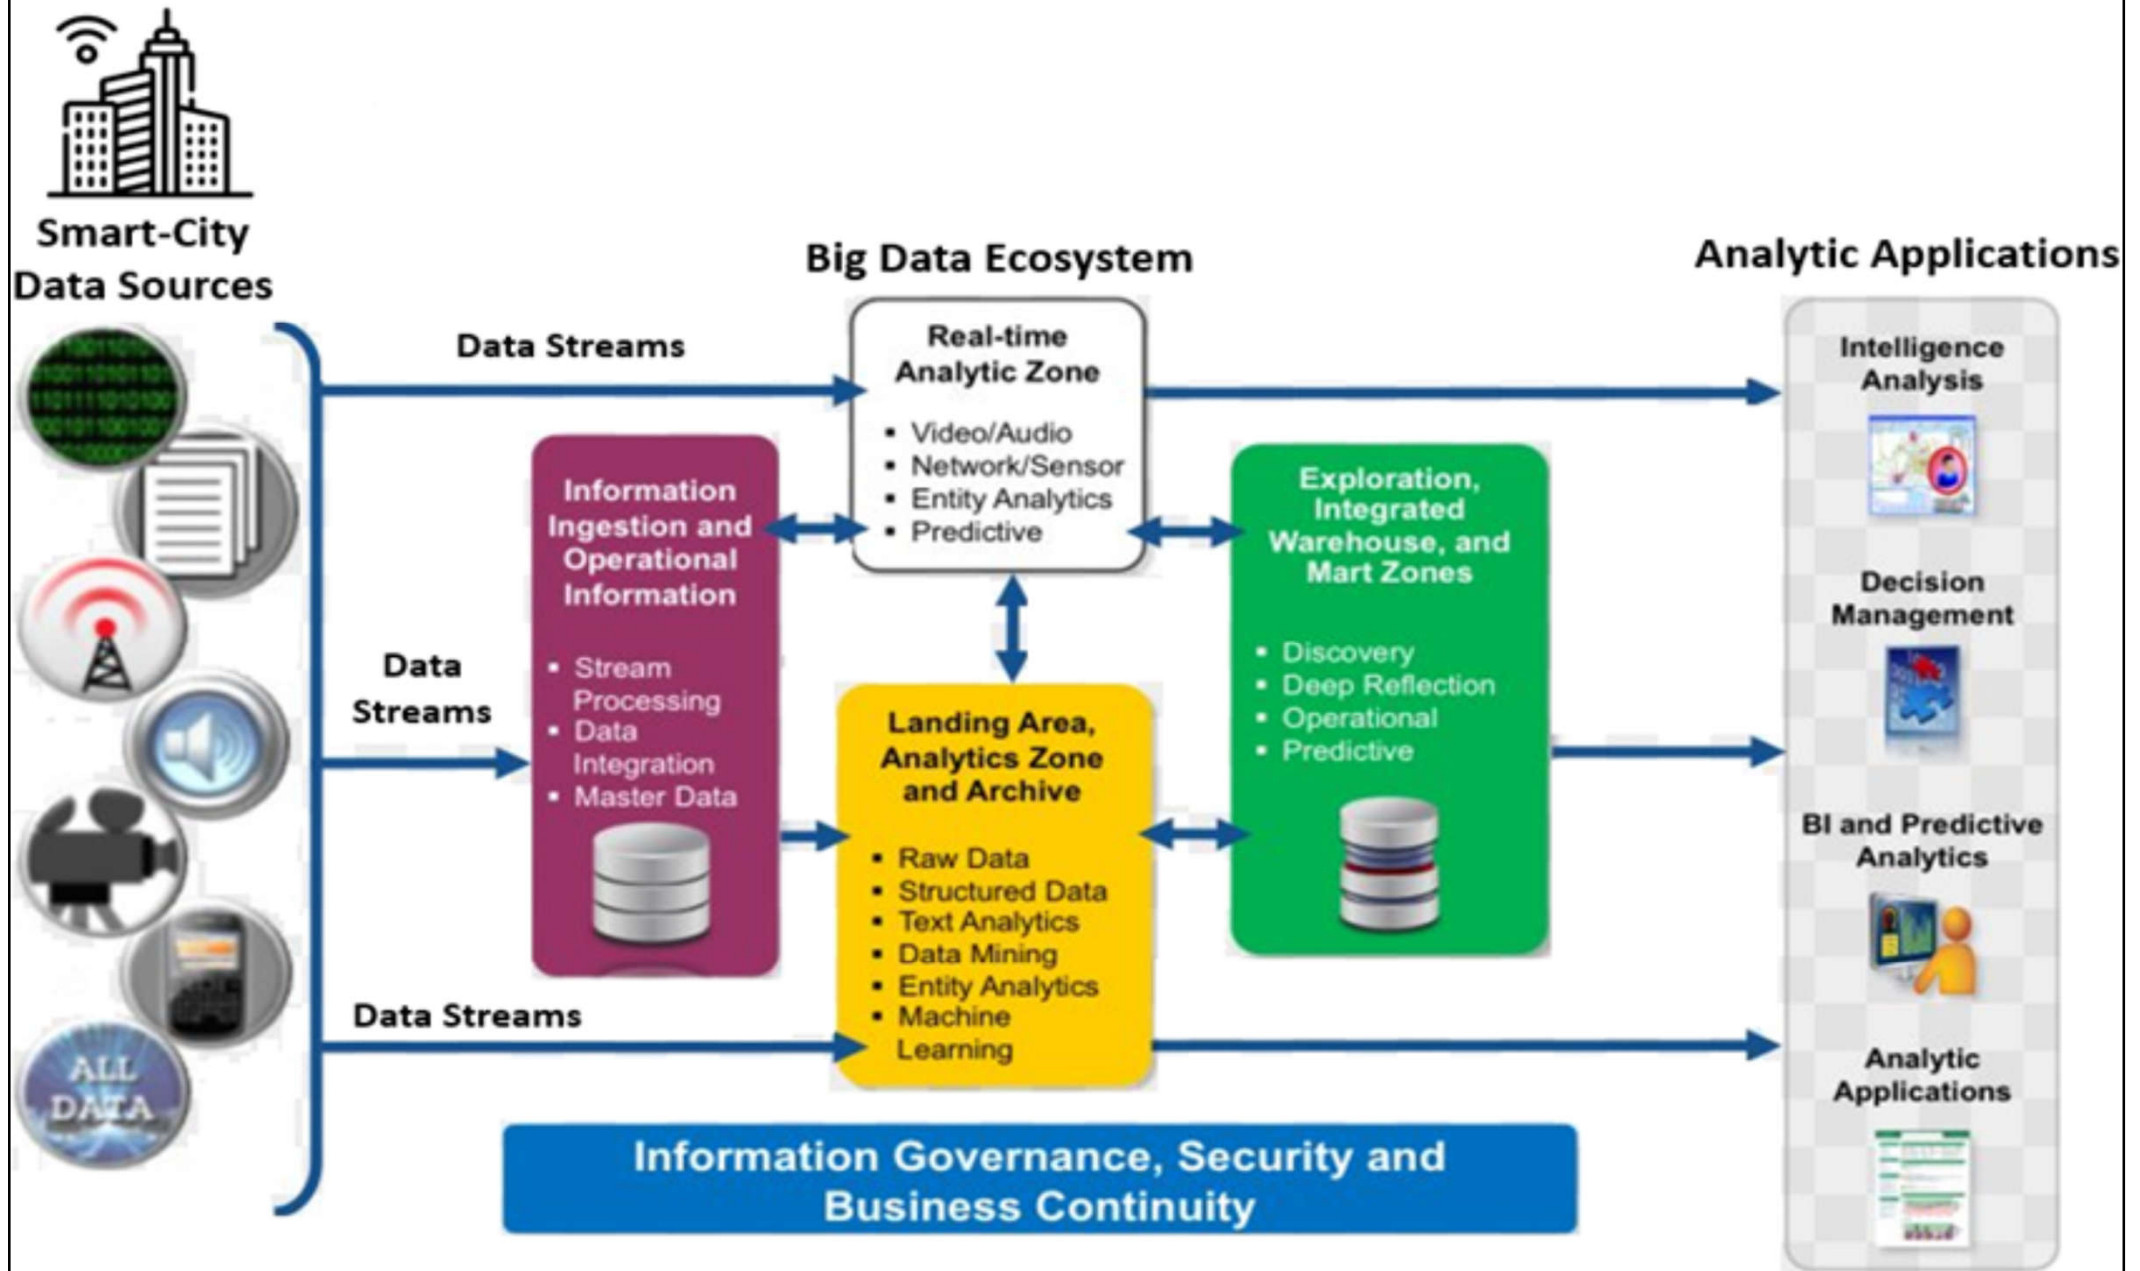 Smart-City
Data Sources
ALL
DATA
Data Streams
Data
Streams
Data Streams
Big Data Ecosystem
Information
Ingestion and
Operational
Information
▪ Stream
Processing
▪ Data
Integration
▪ Master Data
Real-time
Analytic Zone
▪ Video/Audio
▪ Network/Sensor
▪ Entity Analytics
▪ Predictive
Landing Area,
Analytics Zone
and Archive
▪ Raw Data
▪ Structured Data
▪ Text Analytics
▪ Data Mining
▪ Entity Analytics
▪ Machine
Learning
Exploration,
Integrated
Warehouse, and
Mart Zones
▪ Discovery
▪ Deep Reflection
▪ Operational
▪ Predictive
Analytic Applications
Intelligence
Analysis
Decision
Management
BI and Predictive
Analytics
Analytic
Applications
Information Governance, Security and
Business Continuity